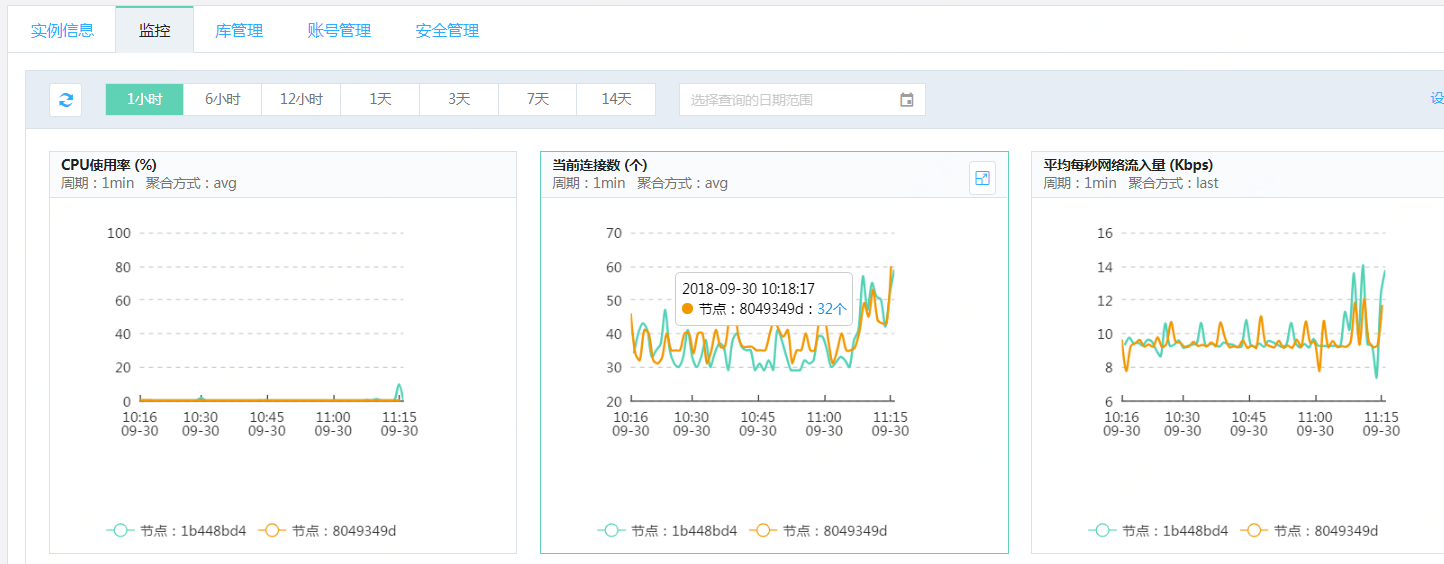 实例信息 监控 库管理 账号管理 安全管理
1小时 6小时 12小时 1天 3天 7天 14天 选择查询的日期范围 设
CPU使用率 (%)
周期：1min 聚合方式：avg
100
80
60
40
20
0
10:16 10:30 10:45 11:00 11:15
09-30 09-30 09-30 09-30 09-30
节点：1b448bd4 节点：8049349d
当前连接数 (个)
周期：1min 聚合方式：avg
70
60
50
40
30
20
2018-09-30 10:18:17
节点：8049349d：32个
10:16 10:30 10:45 11:00 11:15
09-30 09-30 09-30 09-30 09-30
节点：1b448bd4 节点：8049349d
平均每秒网络流入量 (Kbps)
周期：1min 聚合方式：last
16
14
12
10
8
6
10:16 10:30 10:45 11:00 11:15
09-30 09-30 09-30 09-30 09-30
节点：1b448bd4 节点：8049349d